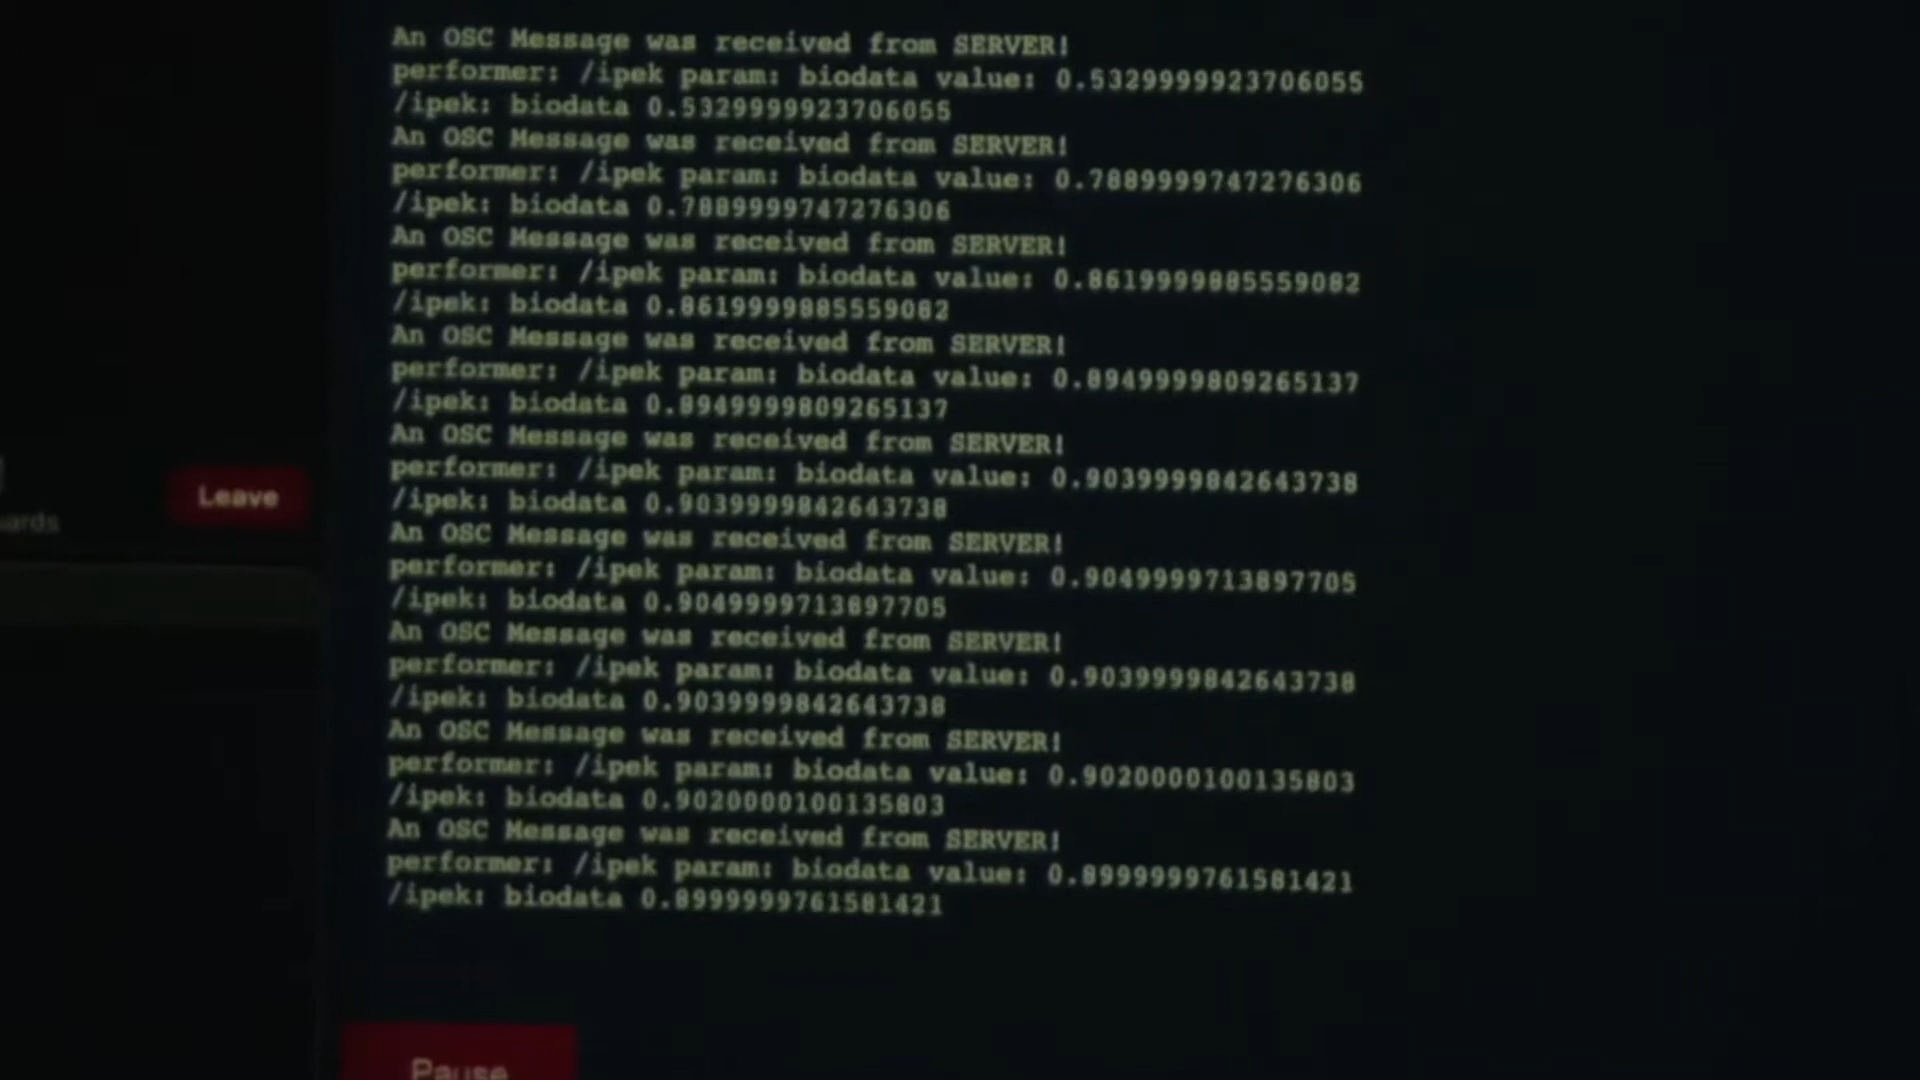 An OSC Message was received from SERVER!
performer: /ipek param: biodata value: 0.5329999923706055
/ipek: biodata 0.5329999923706055
An OSC Message was received from SERVER!
performer: /ipek param: biodata value: 0.7889999747276306
/ipek: biodata 0.7889999747276306
An OSC Message was received from SERVER!
performer: /ipek param: biodata value: 0.8619999885559082
/ipek: biodata 0.8619999885559082
An OSC Message was received from SERVER!
performer: /ipek param: biodata value: 0.8949999809265137
/ipek: biodata 0.8949999809265137
An OSC Message was received from SERVER!
performer: /ipek param: biodata value: 0.9039999842643738
/ipek: biodata 0.9039999842643738
An OSC Message was received from SERVER!
performer: /ipek param: biodata value: 0.9049999713897705
/ipek: biodata 0.9049999713897705
An OSC Message was received from SERVER!
performer: /ipek param: biodata value: 0.9039999842643738
/ipek: biodata 0.9039999842643738
An OSC Message was received from SERVER!
performer: /ipek param: biodata value: 0.9020000100135803
/ipek: biodata 0.9020000100135803
An OSC Message was received from SERVER!
performer: /ipek param: biodata value: 0.8999999761581421
/ipek: biodata 0.8999999761581421
Leave
Pause